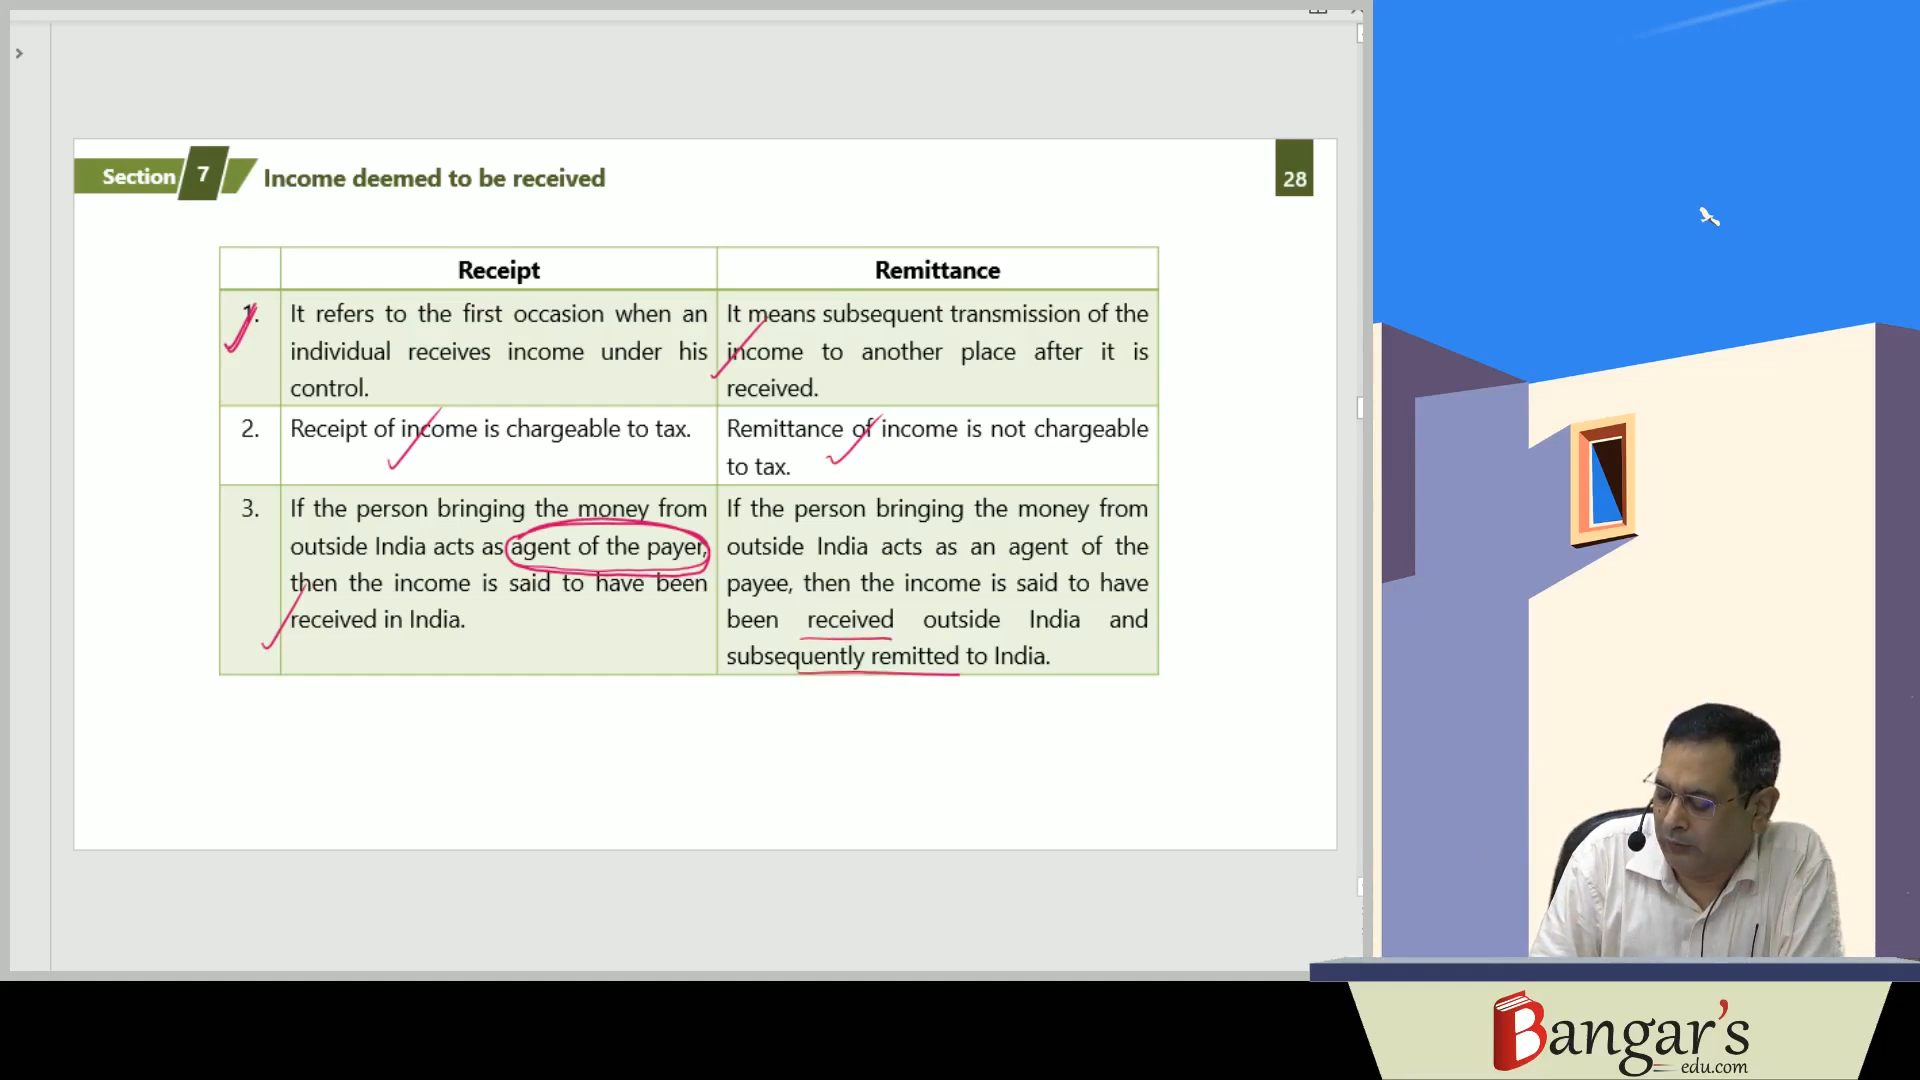 Section 7 Income deemed to be received
28
Receipt
Remittance
1.
It refers to the first occasion when an
individual receives income under his
control.
It means subsequent transmission of the
income to another place after it is
received.
2.
Receipt of income is chargeable to tax.
Remittance of income is not chargeable
to tax.
3.
If the person bringing the money from
outside India acts as agent of the payer,
then the income is said to have been
received in India.
If the person bringing the money from
outside India acts as an agent of the
payee, then the income is said to have
been received outside India and
subsequently remitted to India.
Bangar's
edu.com